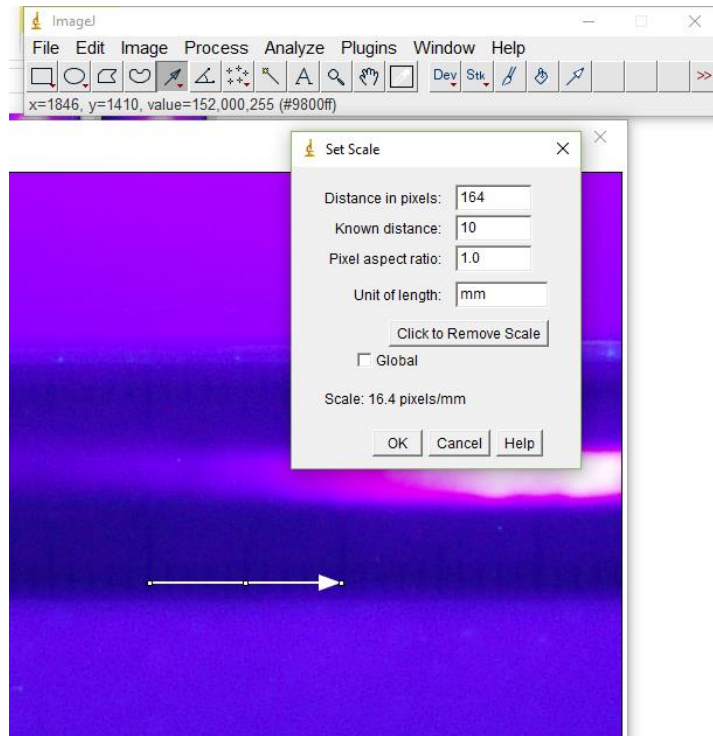 ImageJ
File Edit Image Process Analyze Plugins Window Help
A Dev Stk >>
x=1846, y=1410, value=152,000,255 (#9800ff)
Set Scale
Distance in pixels: 164
Known distance: 10
Pixel aspect ratio: 1.0
Unit of length: mm
Click to Remove Scale
Global
Scale: 16.4 pixels/mm
OK Cancel Help